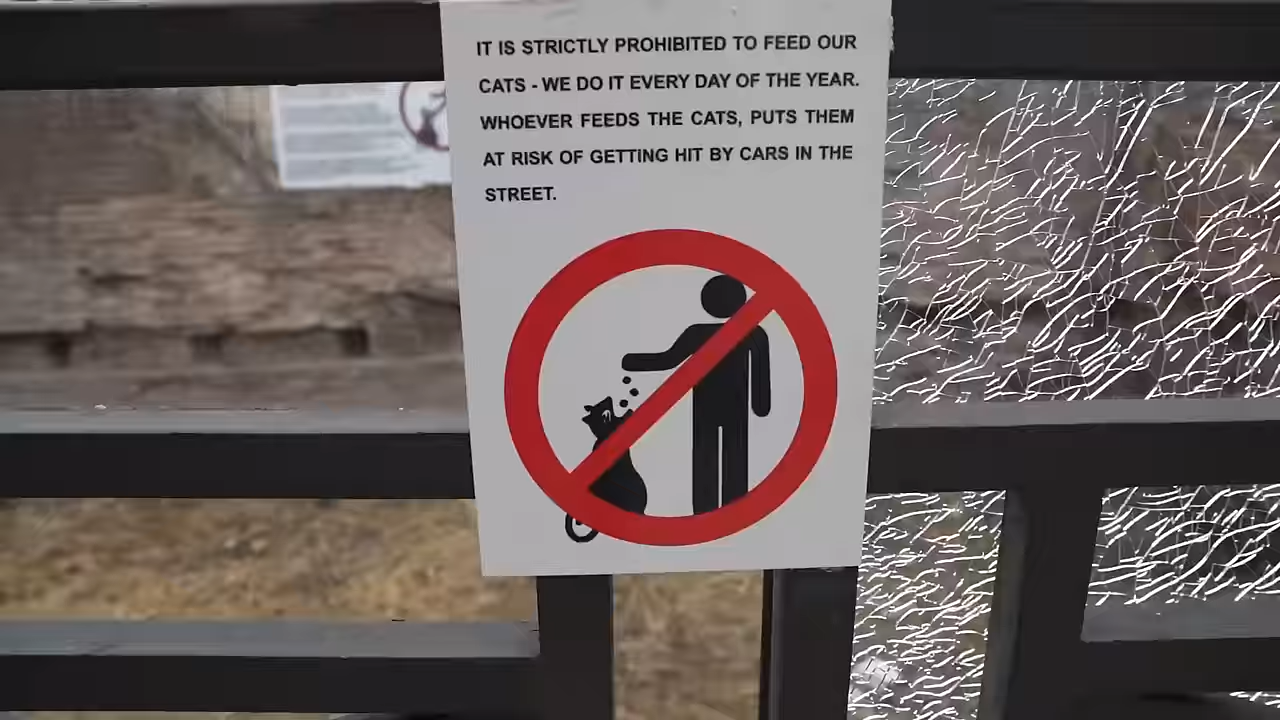 IT IS STRICTLY PROHIBITED TO FEED OUR
CATS - WE DO IT EVERY DAY OF THE YEAR.
WHOEVER FEEDS THE CATS, PUTS THEM
AT RISK OF GETTING HIT BY CARS IN THE
STREET.